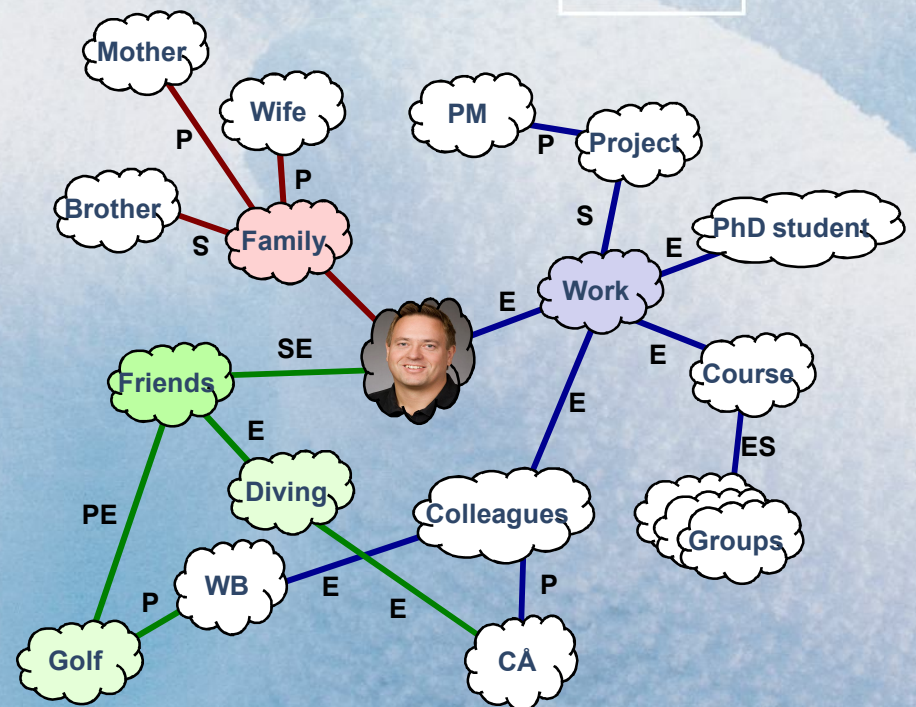 Mother
Wife
PM
P
P
Project
P
Brother
S
Family
S
PhD student
E
Work
E
SE
Friends
E
Course
E
E
ES
Diving
PE
Colleagues
Groups
WB
E
E
P
P
Golf
CÅ